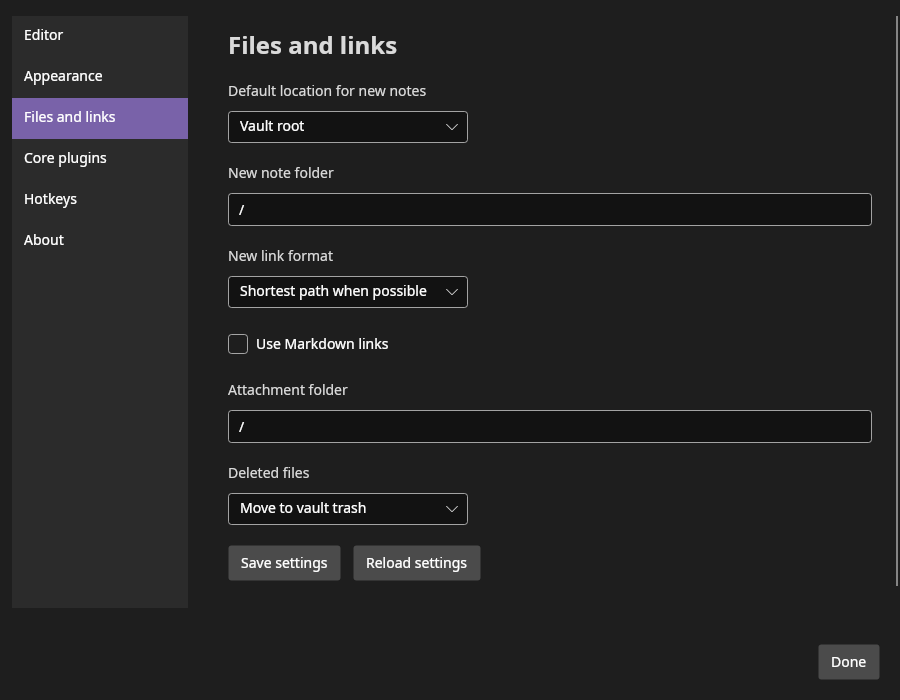 Editor
Appearance
Files and links
Core plugins
Hotkeys
About
Files and links
Default location for new notes
Vault root
New note folder
/
New link format
Shortest path when possible
Use Markdown links
Attachment folder
/
Deleted files
Move to vault trash
Save settings
Reload settings
Done